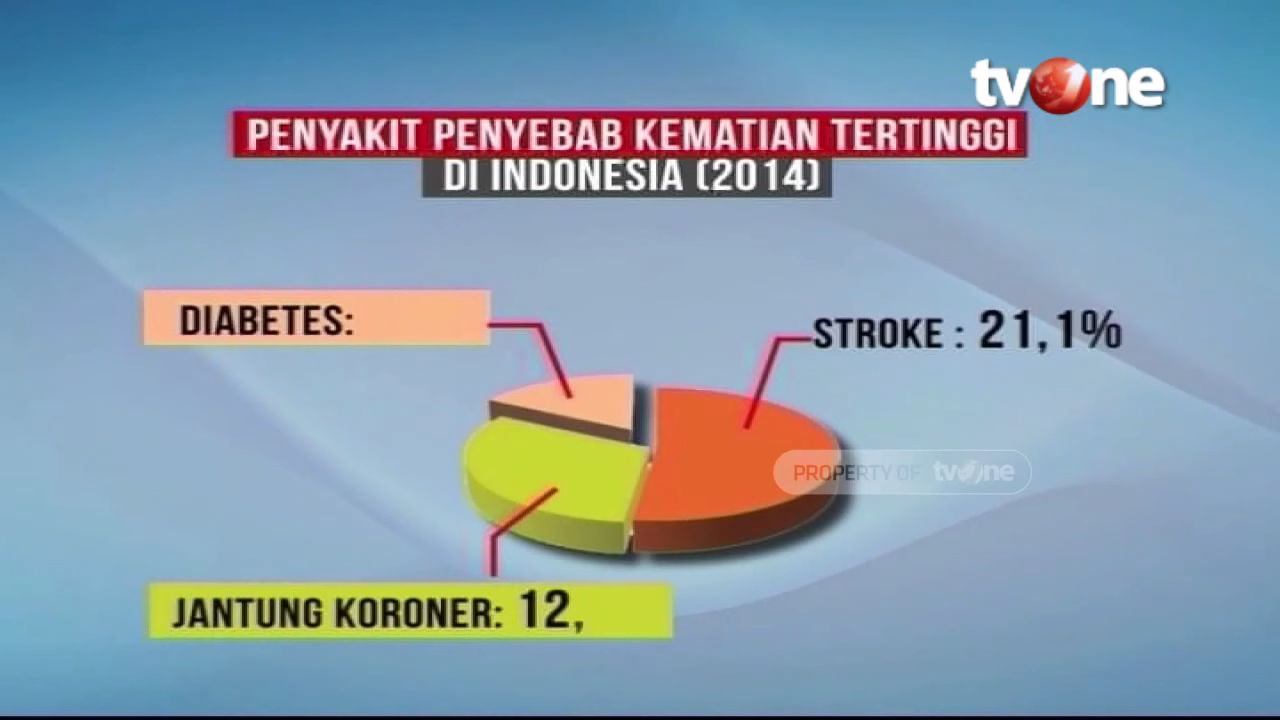 tvOne
PENYAKIT PENYEBAB KEMATIAN TERTINGGI
DI INDONESIA (2014)
DIABETES:
STROKE : 21,1%
PROPERTY OF tvOne
JANTUNG KORONER: 12,